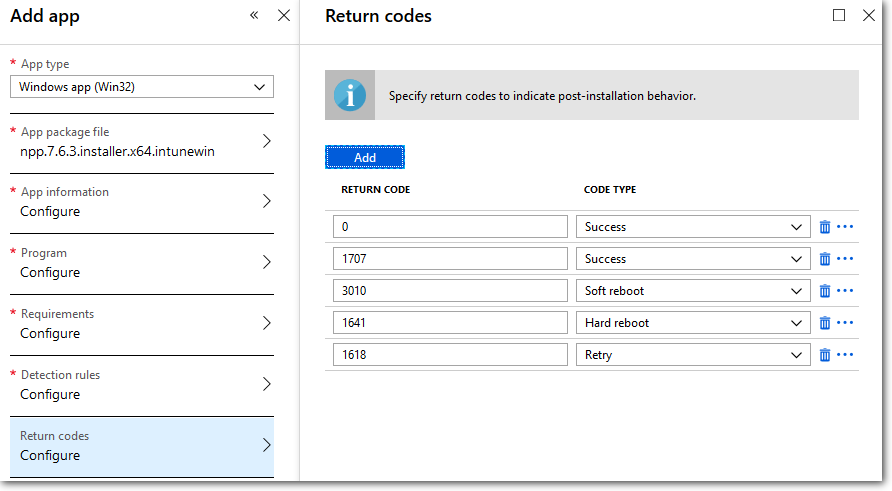 Add app
«
* App type
Windows app (Win32)
* App package file
npp.7.6.3.installer.x64.intunewin
* App information
Configure
* Program
Configure
* Requirements
Configure
* Detection rules
Configure
Return codes
Configure
Return codes
Specify return codes to indicate post-installation behavior.
Add
RETURN CODE CODE TYPE
0 Success
1707 Success
3010 Soft reboot
1641 Hard reboot
1618 Retry